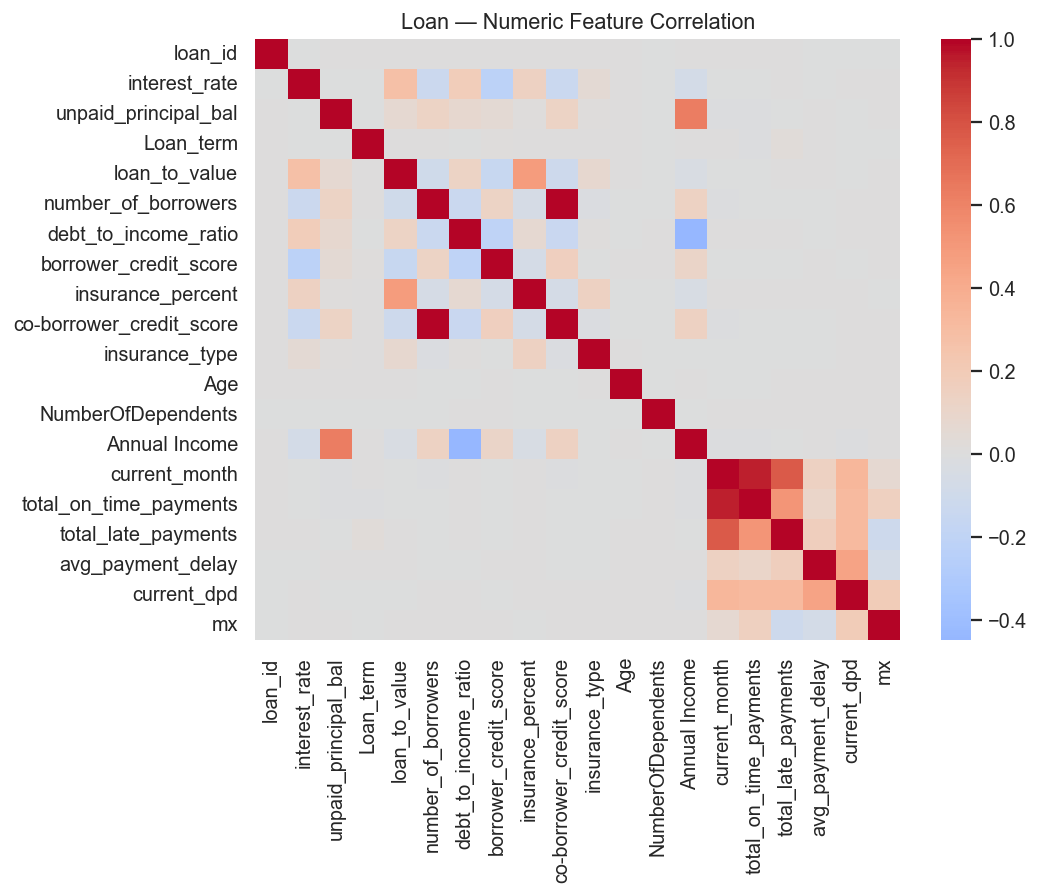 Loan — Numeric Feature Correlation
loan_id
interest_rate
unpaid_principal_bal
Loan_term
loan_to_value
number_of_borrowers
debt_to_income_ratio
borrower_credit_score
insurance_percent
co-borrower_credit_score
insurance_type
Age
NumberOfDependents
Annual Income
current_month
total_on_time_payments
total_late_payments
avg_payment_delay
current_dpd
mx
loan_id
interest_rate
unpaid_principal_bal
Loan_term
loan_to_value
number_of_borrowers
debt_to_income_ratio
borrower_credit_score
insurance_percent
co-borrower_credit_score
insurance_type
Age
NumberOfDependents
Annual Income
current_month
total_on_time_payments
total_late_payments
avg_payment_delay
current_dpd
mx
1.0
0.8
0.6
0.4
0.2
0.0
−0.2
−0.4